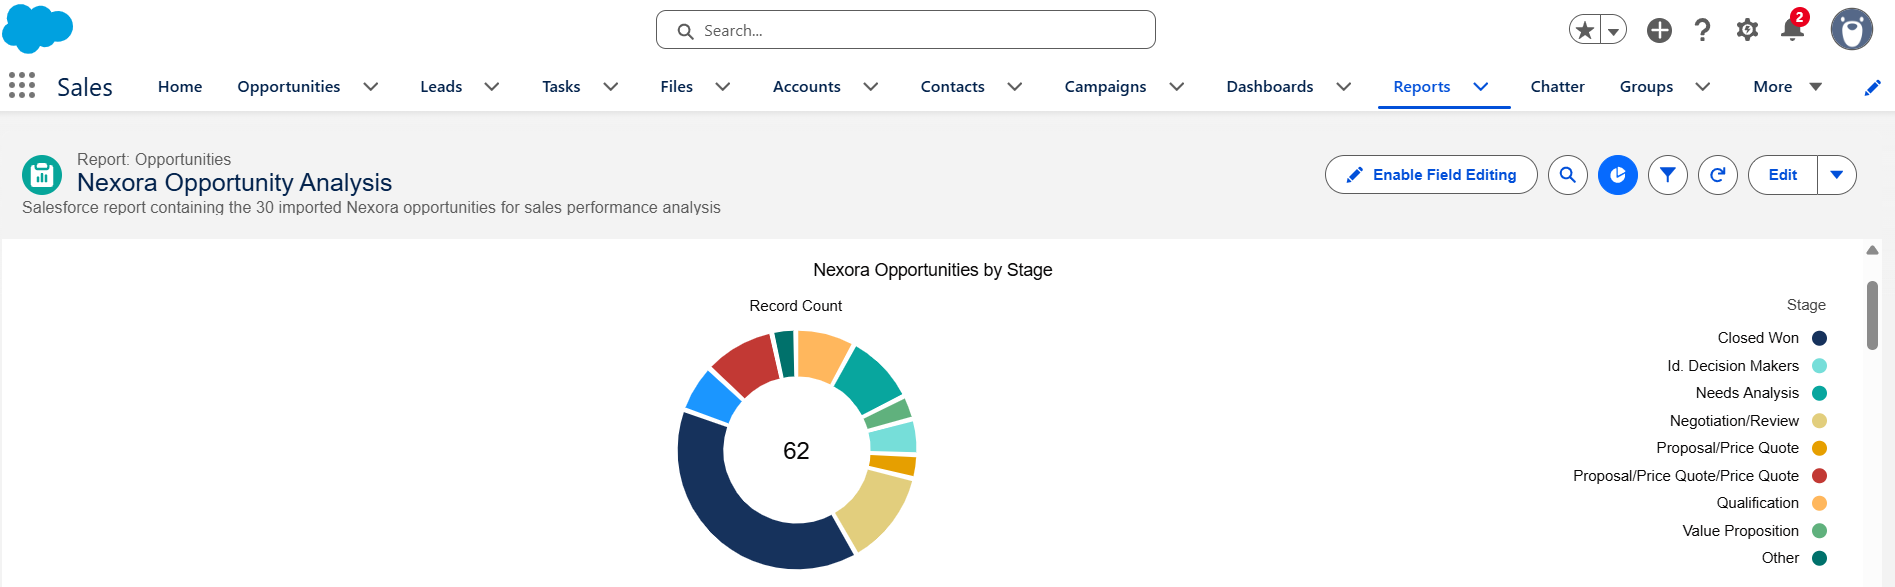 Search...
2
Sales
Home
Opportunities
Leads
Tasks
Files
Accounts
Contacts
Campaigns
Dashboards
Reports
Chatter
Groups
More
Report: Opportunities
Nexora Opportunity Analysis
Salesforce report containing the 30 imported Nexora opportunities for sales performance analysis
Enable Field Editing
Edit
Nexora Opportunities by Stage
Record Count
62
Stage
Closed Won
Id. Decision Makers
Needs Analysis
Negotiation/Review
Proposal/Price Quote
Proposal/Price Quote/Price Quote
Qualification
Value Proposition
Other